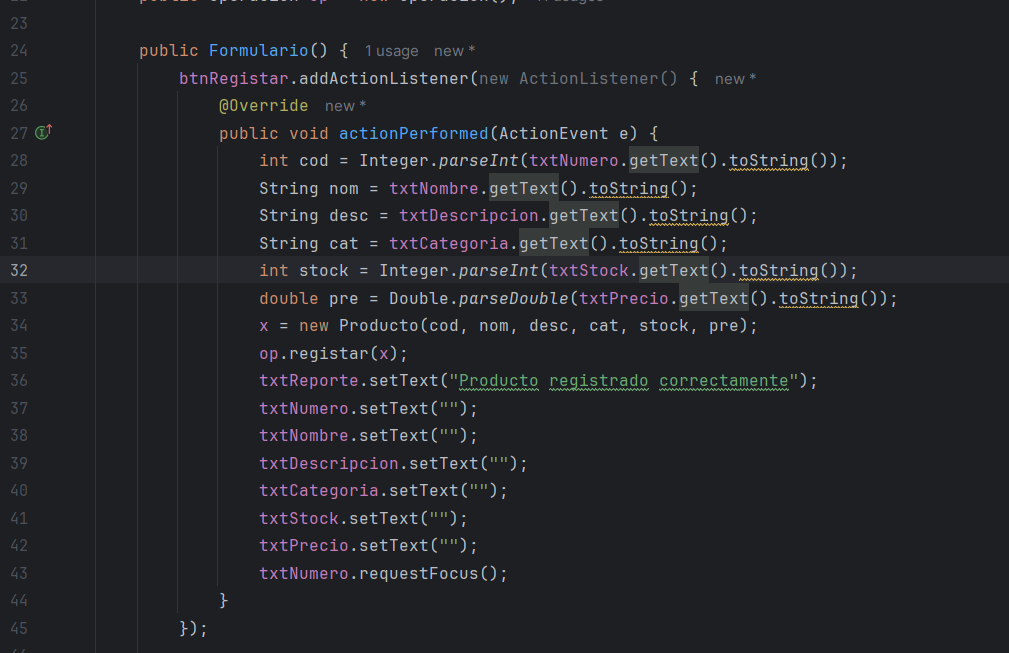 23
24 public Formulario() { 1 usage new *
25 btnRegistar.addActionListener(new ActionListener() { new *
26 @Override new *
27 public void actionPerformed(ActionEvent e) {
28 int cod = Integer.parseInt(txtNumero.getText().toString());
29 String nom = txtNombre.getText().toString();
30 String desc = txtDescripcion.getText().toString();
31 String cat = txtCategoria.getText().toString();
32 int stock = Integer.parseInt(txtStock.getText().toString());
33 double pre = Double.parseDouble(txtPrecio.getText().toString());
34 x = new Producto(cod, nom, desc, cat, stock, pre);
35 op.registar(x);
36 txtReporte.setText("Producto registrado correctamente");
37 txtNumero.setText("");
38 txtNombre.setText("");
39 txtDescripcion.setText("");
40 txtCategoria.setText("");
41 txtStock.setText("");
42 txtPrecio.setText("");
43 txtNumero.requestFocus();
44 }
45 });